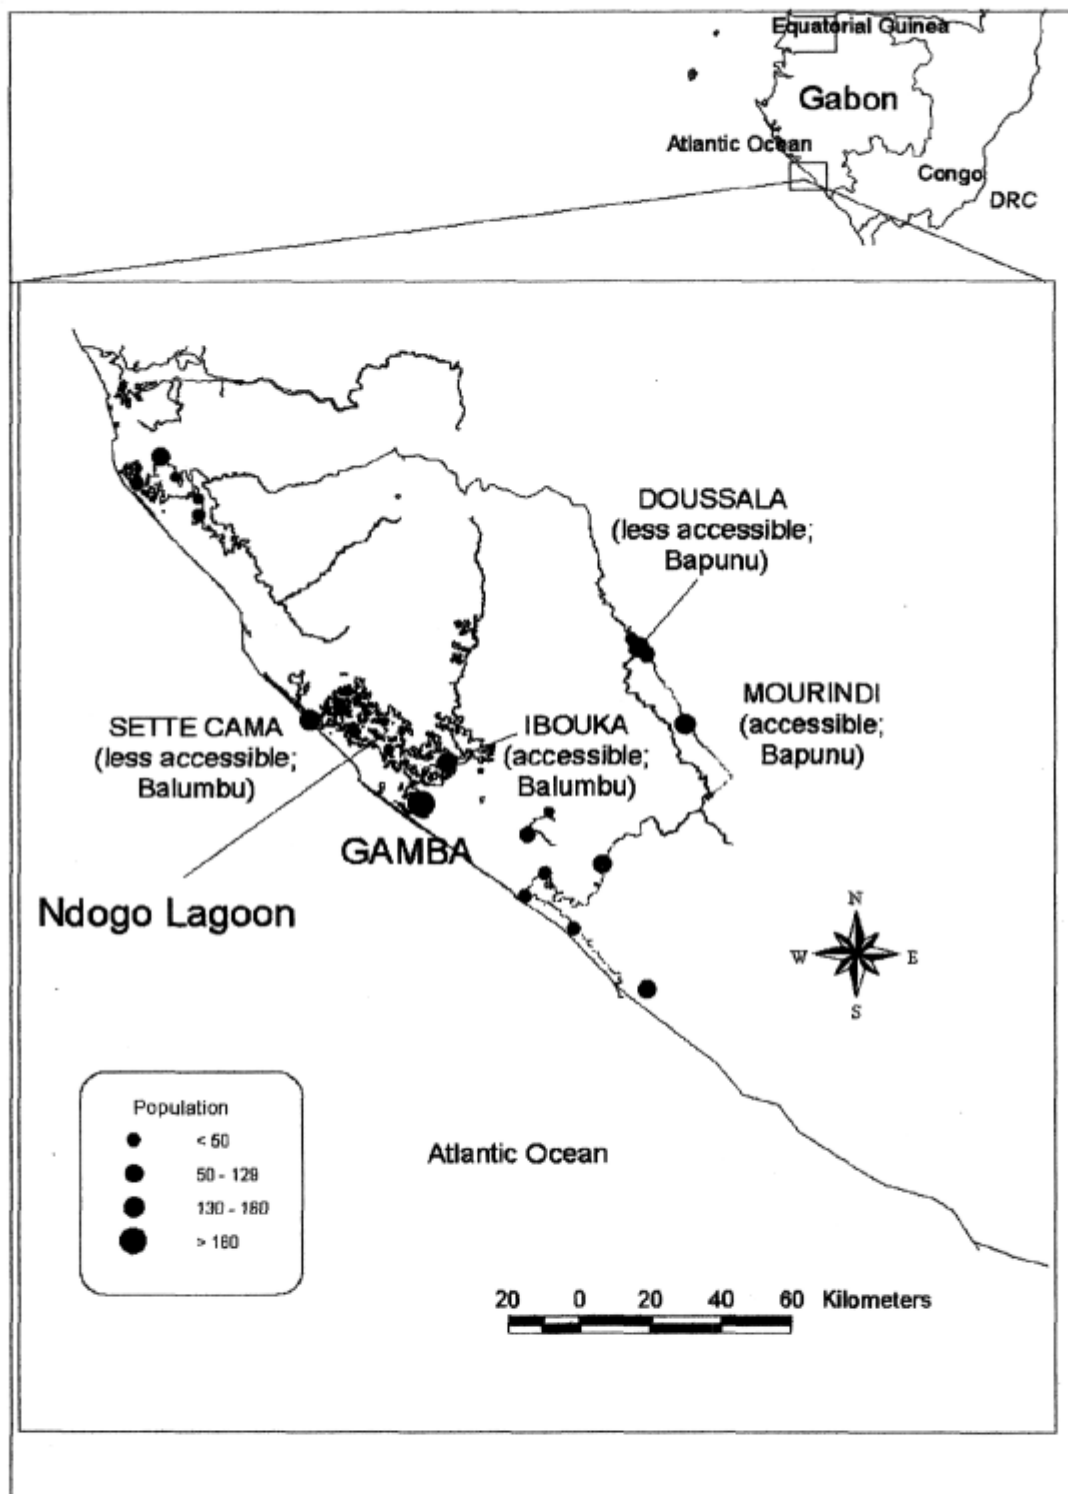 Equatorial Guinea
Gabon
Atlantic Ocean
Congo
DRC
DOUSSALA
(less accessible;
Bapunu)
MOURINDI
(accessible;
Bapunu)
SETTE CAMA
(less accessible;
Balumbu)
IBOUKA
(accessible;
Balumbu)
GAMBA
Ndogo Lagoon
N
W
E
S
Population
< 50
50 - 129
130 - 160
> 160
Atlantic Ocean
20 0 20 40 60 Kilometers